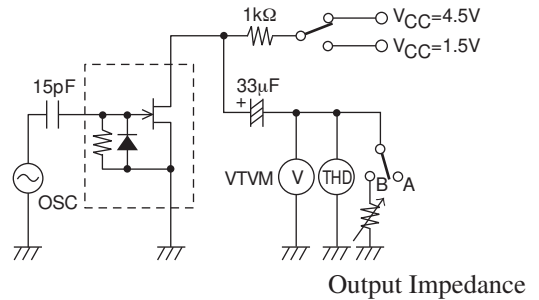 1kΩ
VCC=4.5V
VCC=1.5V
15pF
33μF
+
OSC
VTVM
V
THD
B
A
Output Impedance